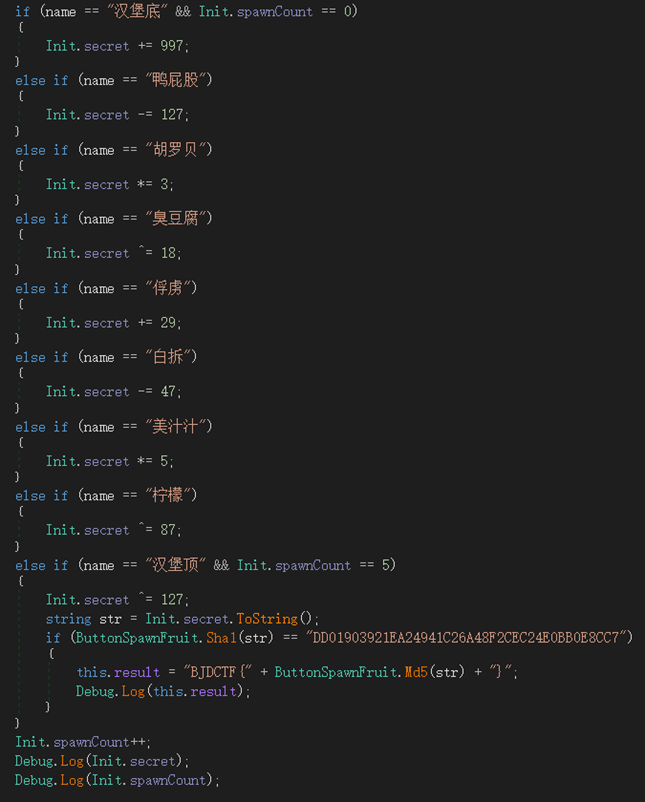 if (name == "汉堡底" && Init.spawnCount == 0)
{
Init.secret += 997;
}
else if (name == "鸭屁股")
{
Init.secret -= 127;
}
else if (name == "胡罗贝")
{
Init.secret *= 3;
}
else if (name == "臭豆腐")
{
Init.secret ^= 18;
}
else if (name == "俘虏")
{
Init.secret += 29;
}
else if (name == "白拆")
{
Init.secret -= 47;
}
else if (name == "美汁汁")
{
Init.secret *= 5;
}
else if (name == "柠檬")
{
Init.secret ^= 87;
}
else if (name == "汉堡顶" && Init.spawnCount == 5)
{
Init.secret ^= 127;
string str = Init.secret.ToString();
if (ButtonSpawnFruit.Sha1(str) == "DD01903921EA24941C26A48F2CEC24E0BB0E8CC7")
{
this.result = "BJDCTF{" + ButtonSpawnFruit.Md5(str) + "}";
Debug.Log(this.result);
}
}
Init.spawnCount++;
Debug.Log(Init.secret);
Debug.Log(Init.spawnCount);